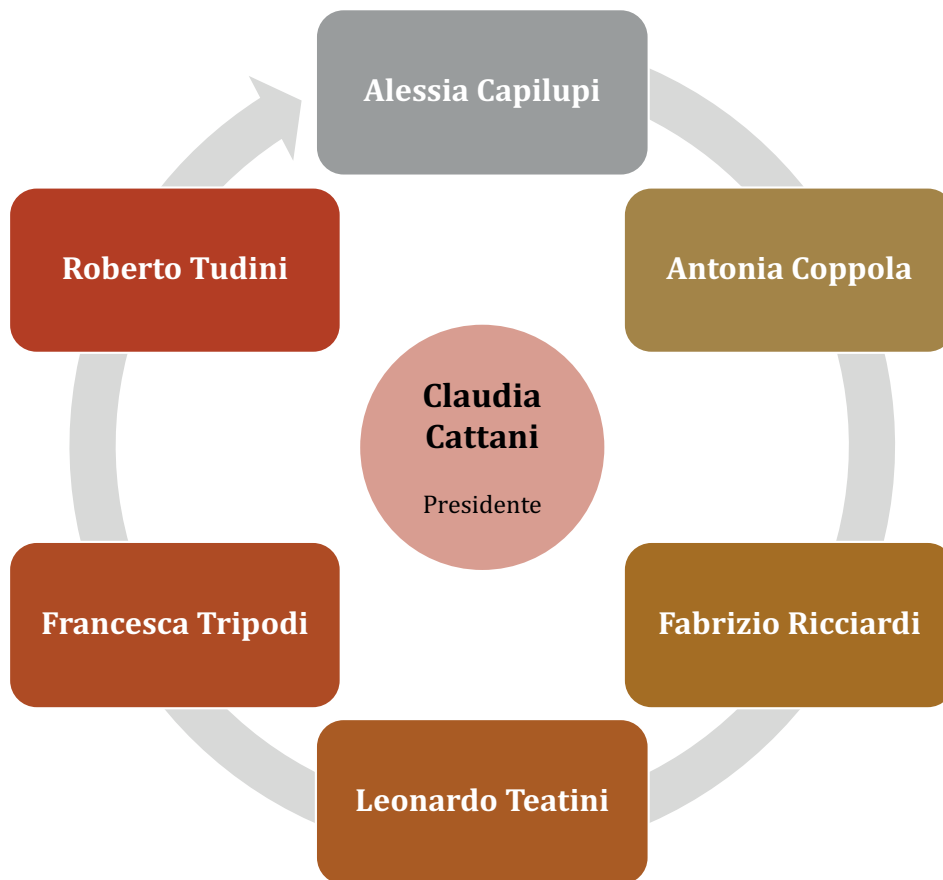 Alessia Capilupi
Roberto Tudini
Antonia Coppola
Claudia
Cattani
Presidente
Francesca Tripodi
Fabrizio Ricciardi
Leonardo Teatini